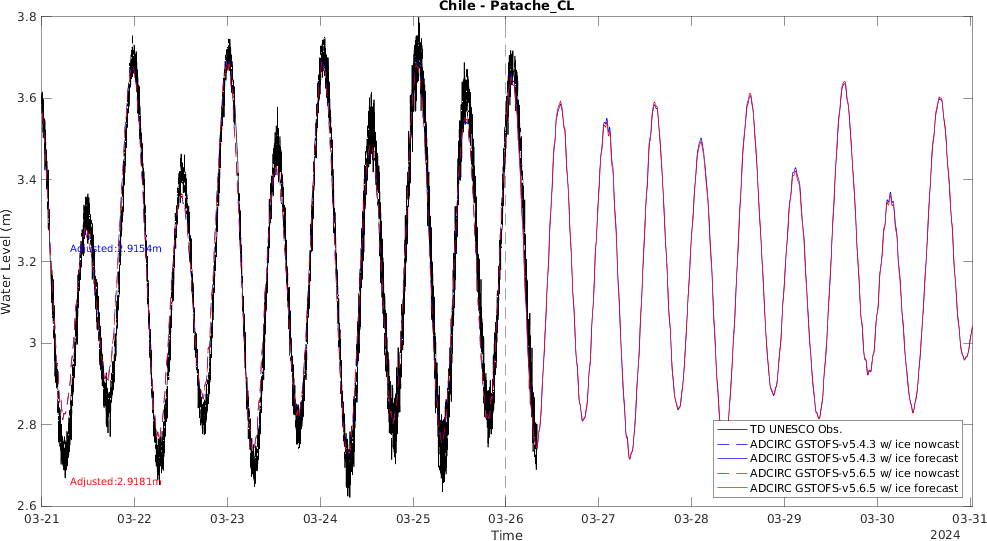 Chile - Patache_CL
3.8
3.6
3.4
3.2
3
2.8
2.6
Water Level (m)
Adjusted:2.9154m
Adjusted:2.9181m
TD UNESCO Obs.
ADCIRC GSTOFS-v5.4.3 w/ ice nowcast
ADCIRC GSTOFS-v5.4.3 w/ ice forecast
ADCIRC GSTOFS-v5.6.5 w/ ice nowcast
ADCIRC GSTOFS-v5.6.5 w/ ice forecast
03-21 03-22 03-23 03-24 03-25 03-26 03-27 03-28 03-29 03-30 03-31
Time
2024